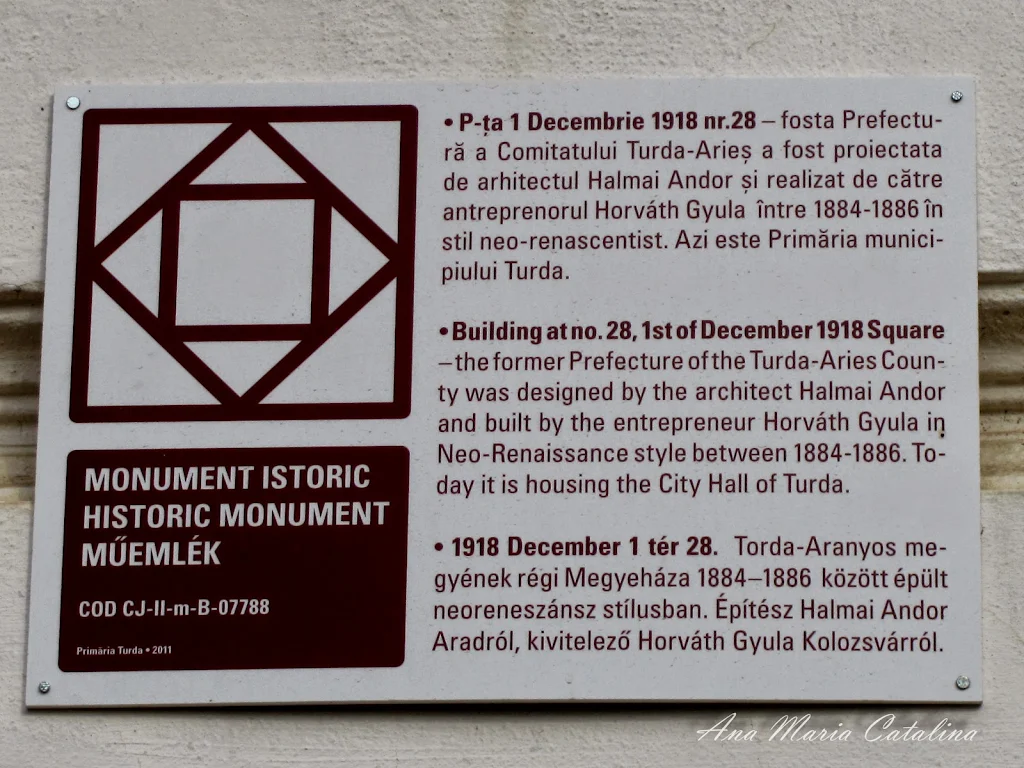 MONUMENT ISTORIC
HISTORIC MONUMENT
MŰEMLÉK
COD CJ-II-m-B-07788
Primăria Turda • 2011
• P-ța 1 Decembrie 1918 nr.28 – fosta Prefectu-
ră a Comitatului Turda-Arieș a fost proiectata
de arhitectul Halmai Andor și realizat de către
antreprenorul Horváth Gyula între 1884-1886 în
stil neo-renascentist. Azi este Primăria munici-
piului Turda.
• Building at no. 28, 1st of December 1918 Square
– the former Prefecture of the Turda-Aries Coun-
ty was designed by the architect Halmai Andor
and built by the entrepreneur Horváth Gyula in
Neo-Renaissance style between 1884-1886. To-
day it is housing the City Hall of Turda.
• 1918 December 1 tér 28. Torda-Aranyos me-
gyének régi Megyeháza 1884–1886 között épült
neoreneszánsz stílusban. Építész Halmai Andor
Aradról, kivitelező Horváth Gyula Kolozsvárról.
Ana Maria Catalina